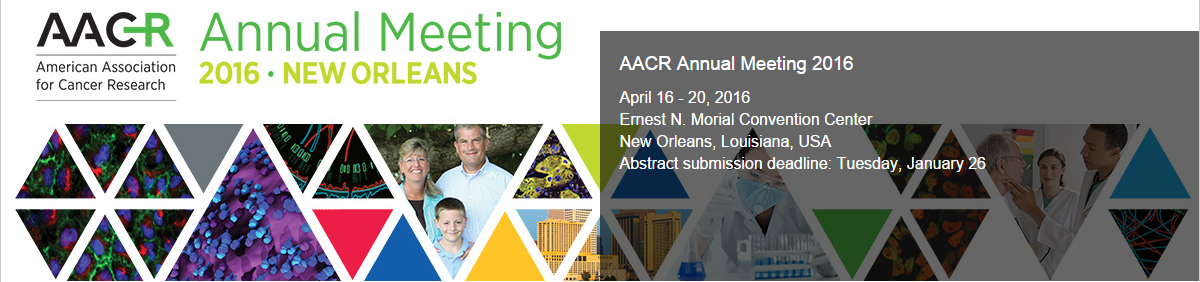 AACR
American Association
for Cancer Research
Annual Meeting
2016 • NEW ORLEANS
AACR Annual Meeting 2016
April 16 - 20, 2016
Ernest N. Morial Convention Center
New Orleans, Louisiana, USA
Abstract submission deadline: Tuesday, January 26